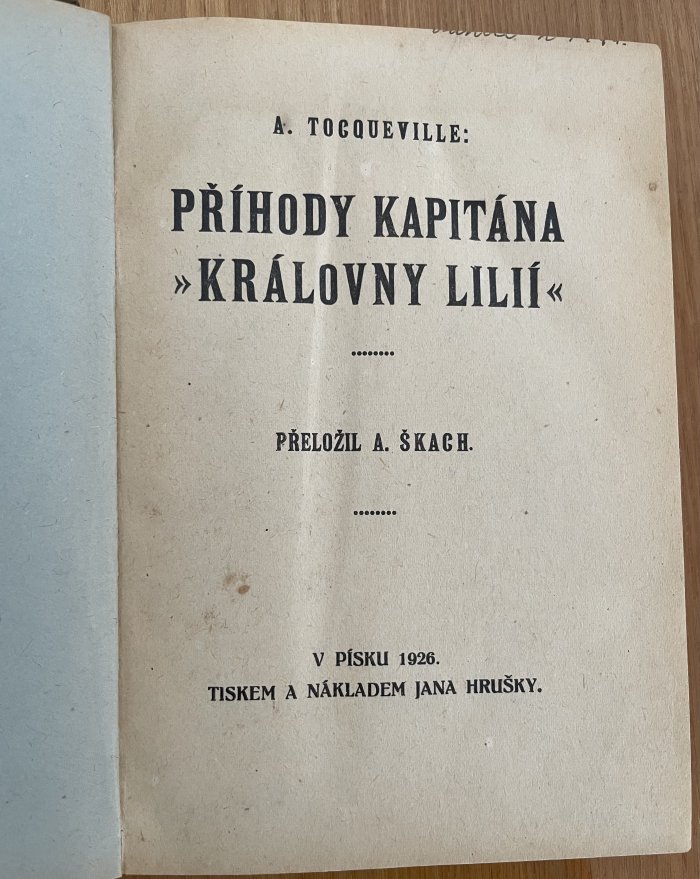 A. TOCQUEVILLE:
PŘÍHODY KAPITÁNA
»KRÁLOVNY LILIÍ«
PŘELOŽIL A. ŠKACH.
V PÍSKU 1926.
TISKEM A NÁKLADEM JANA HRUŠKY.